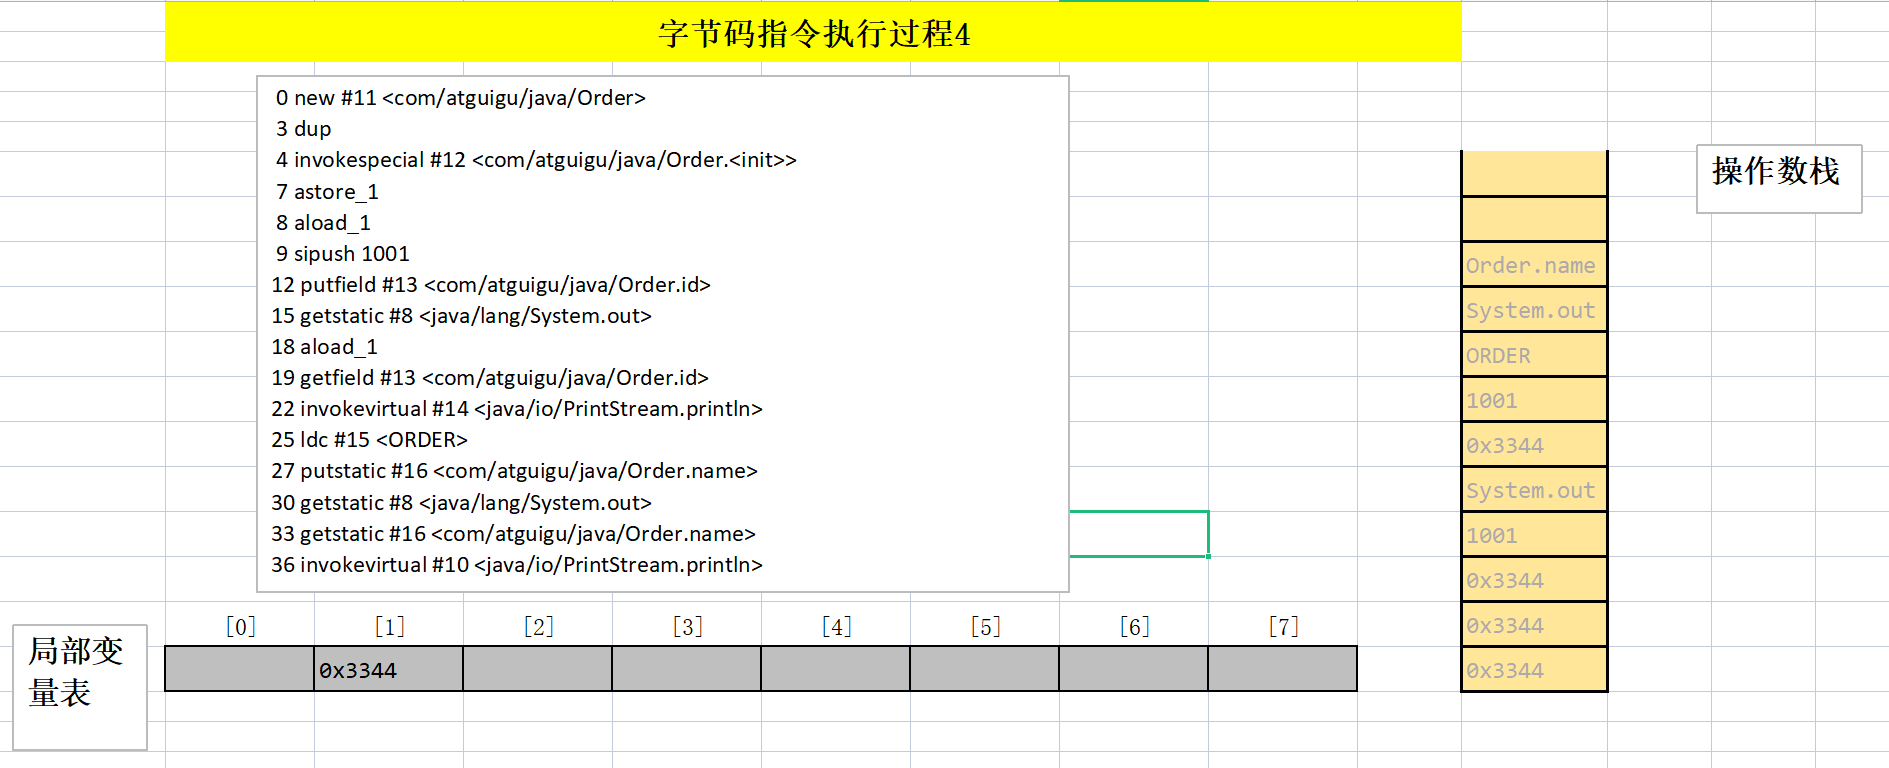 字节码指令执行过程4
0 new #11 <com/atguigu/java/Order>
3 dup
4 invokespecial #12 <com/atguigu/java/Order.<init>>
7 astore_1
8 aload_1
9 sipush 1001
12 putfield #13 <com/atguigu/java/Order.id>
15 getstatic #8 <java/lang/System.out>
18 aload_1
19 getfield #13 <com/atguigu/java/Order.id>
22 invokevirtual #14 <java/io/PrintStream.println>
25 ldc #15 <ORDER>
27 putstatic #16 <com/atguigu/java/Order.name>
30 getstatic #8 <java/lang/System.out>
33 getstatic #16 <com/atguigu/java/Order.name>
36 invokevirtual #10 <java/io/PrintStream.println>
操作数栈
Order.name
System.out
ORDER
1001
0x3344
System.out
1001
0x3344
0x3344
0x3344
[0] [1] [2] [3] [4] [5] [6] [7]
局部变
量表
0x3344